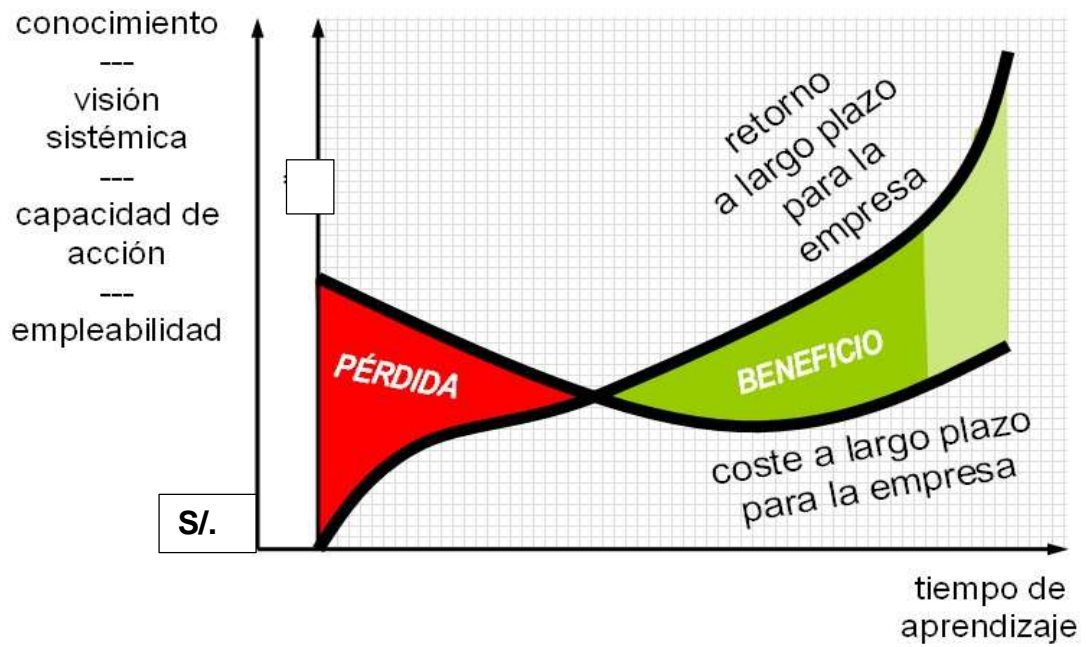 conocimiento
---
visión
sistémica
---
capacidad de
acción
---
empleabilidad
S/.
PÉRDIDA
BENEFICIO
retorno
a largo plazo
para la
empresa
coste a largo plazo
para la empresa
tiempo de
aprendizaje